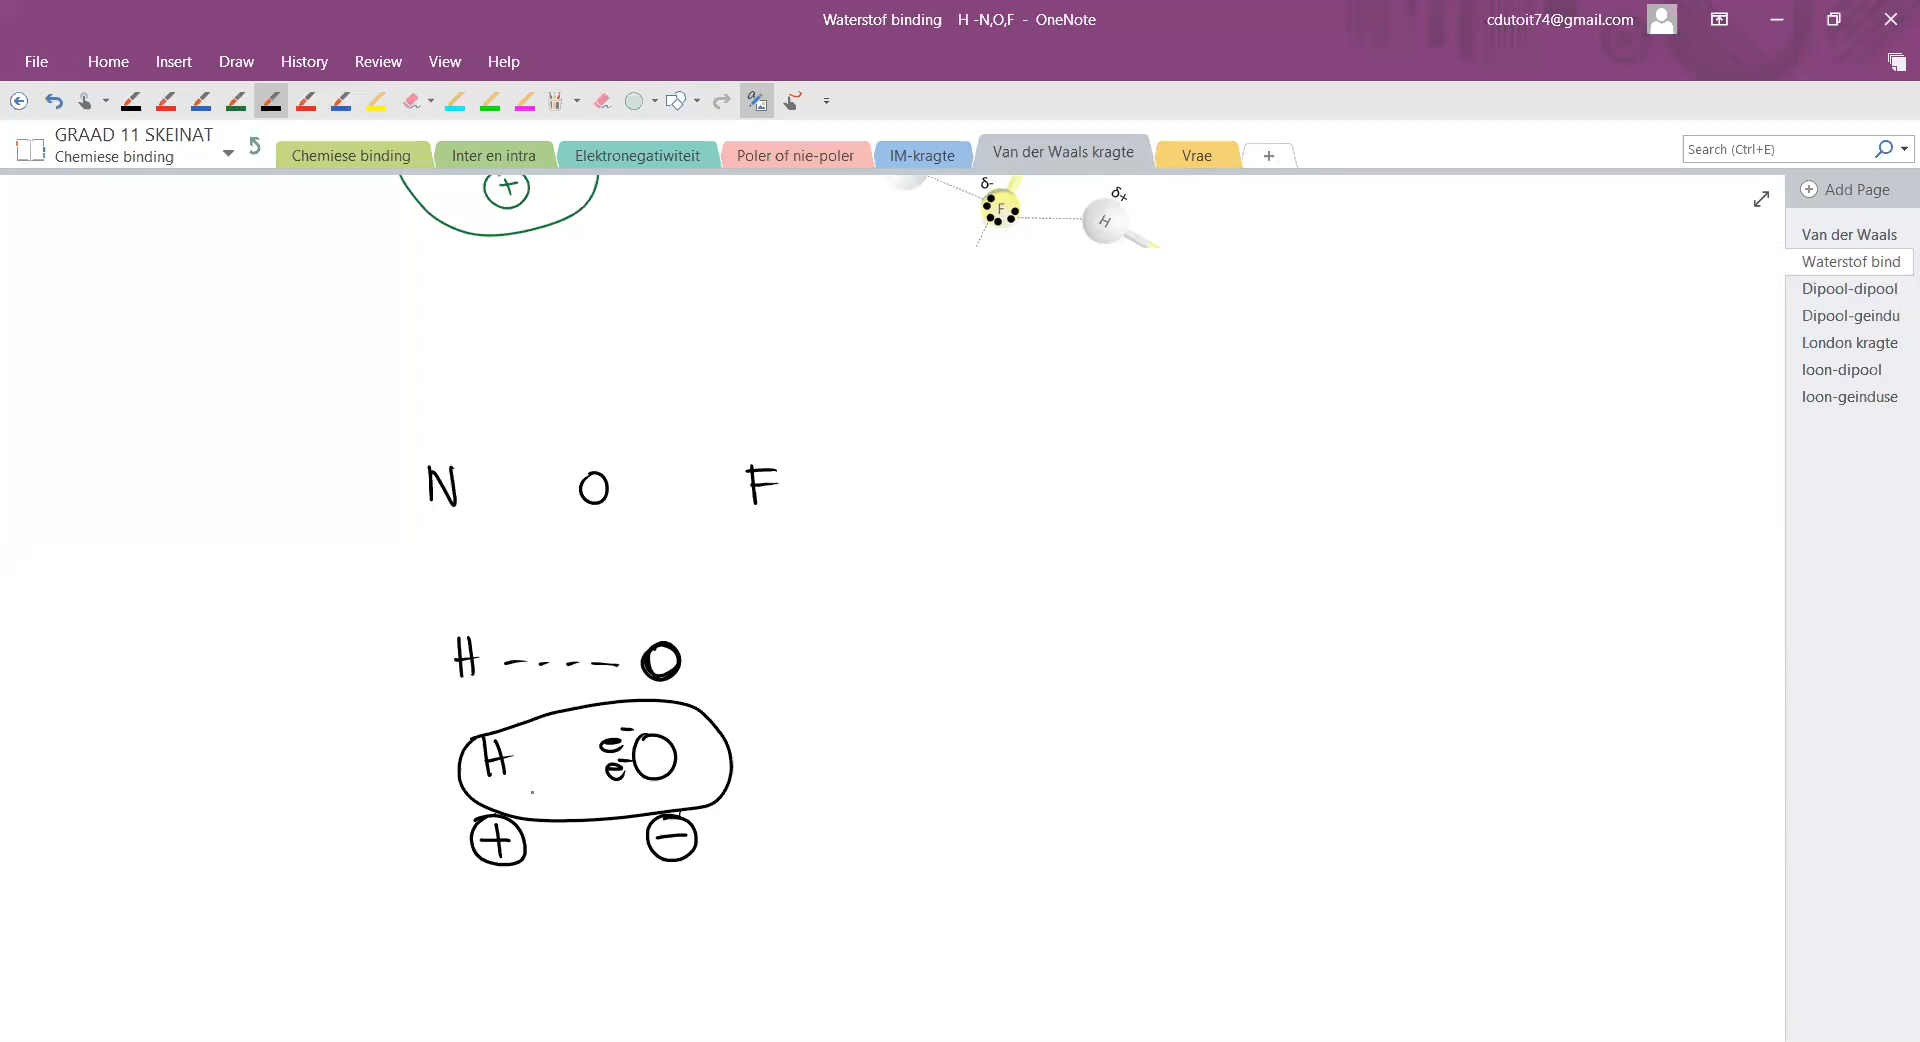 Waterstof binding H -N,O,F - OneNote
cdutoit74@gmail.com
File Home Insert Draw History Review View Help
GRAAD 11 SKEINAT
Chemiese binding
Chemiese binding Inter en intra Elektronegatiwiteit Poler of nie-poler IM-kragte Van der Waals kragte Vrae +
Search (Ctrl+E)
Add Page
Van der Waals
Waterstof bind
Dipool-dipool
Dipool-geindu
London kragte
Ioon-dipool
Ioon-geinduse
+
δ-
F
δ+
H
N O F
H ----- O
H e- e- O
+ −